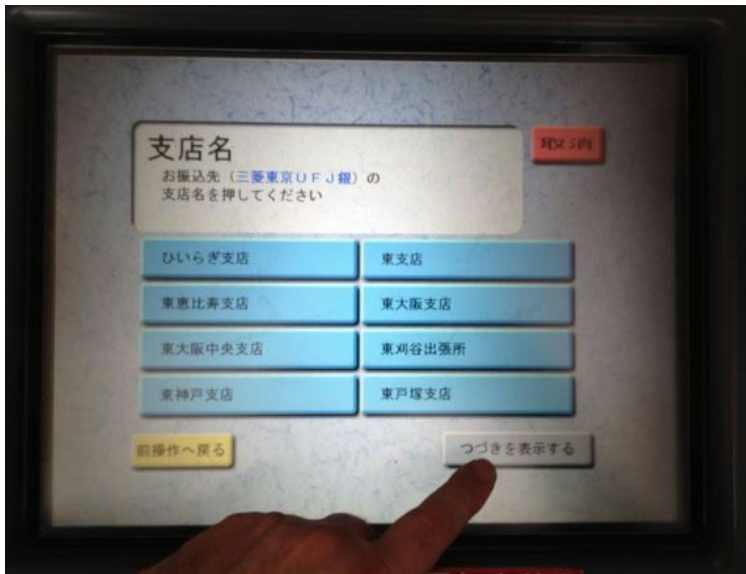 支店名
取消
お振込先（三菱東京ＵＦＪ銀）の
支店名を押してください
ひいらぎ支店
東支店
東恵比寿支店
東大阪支店
東大阪中央支店
東刈谷出張所
東神戸支店
東戸塚支店
前操作へ戻る
つづきを表示する